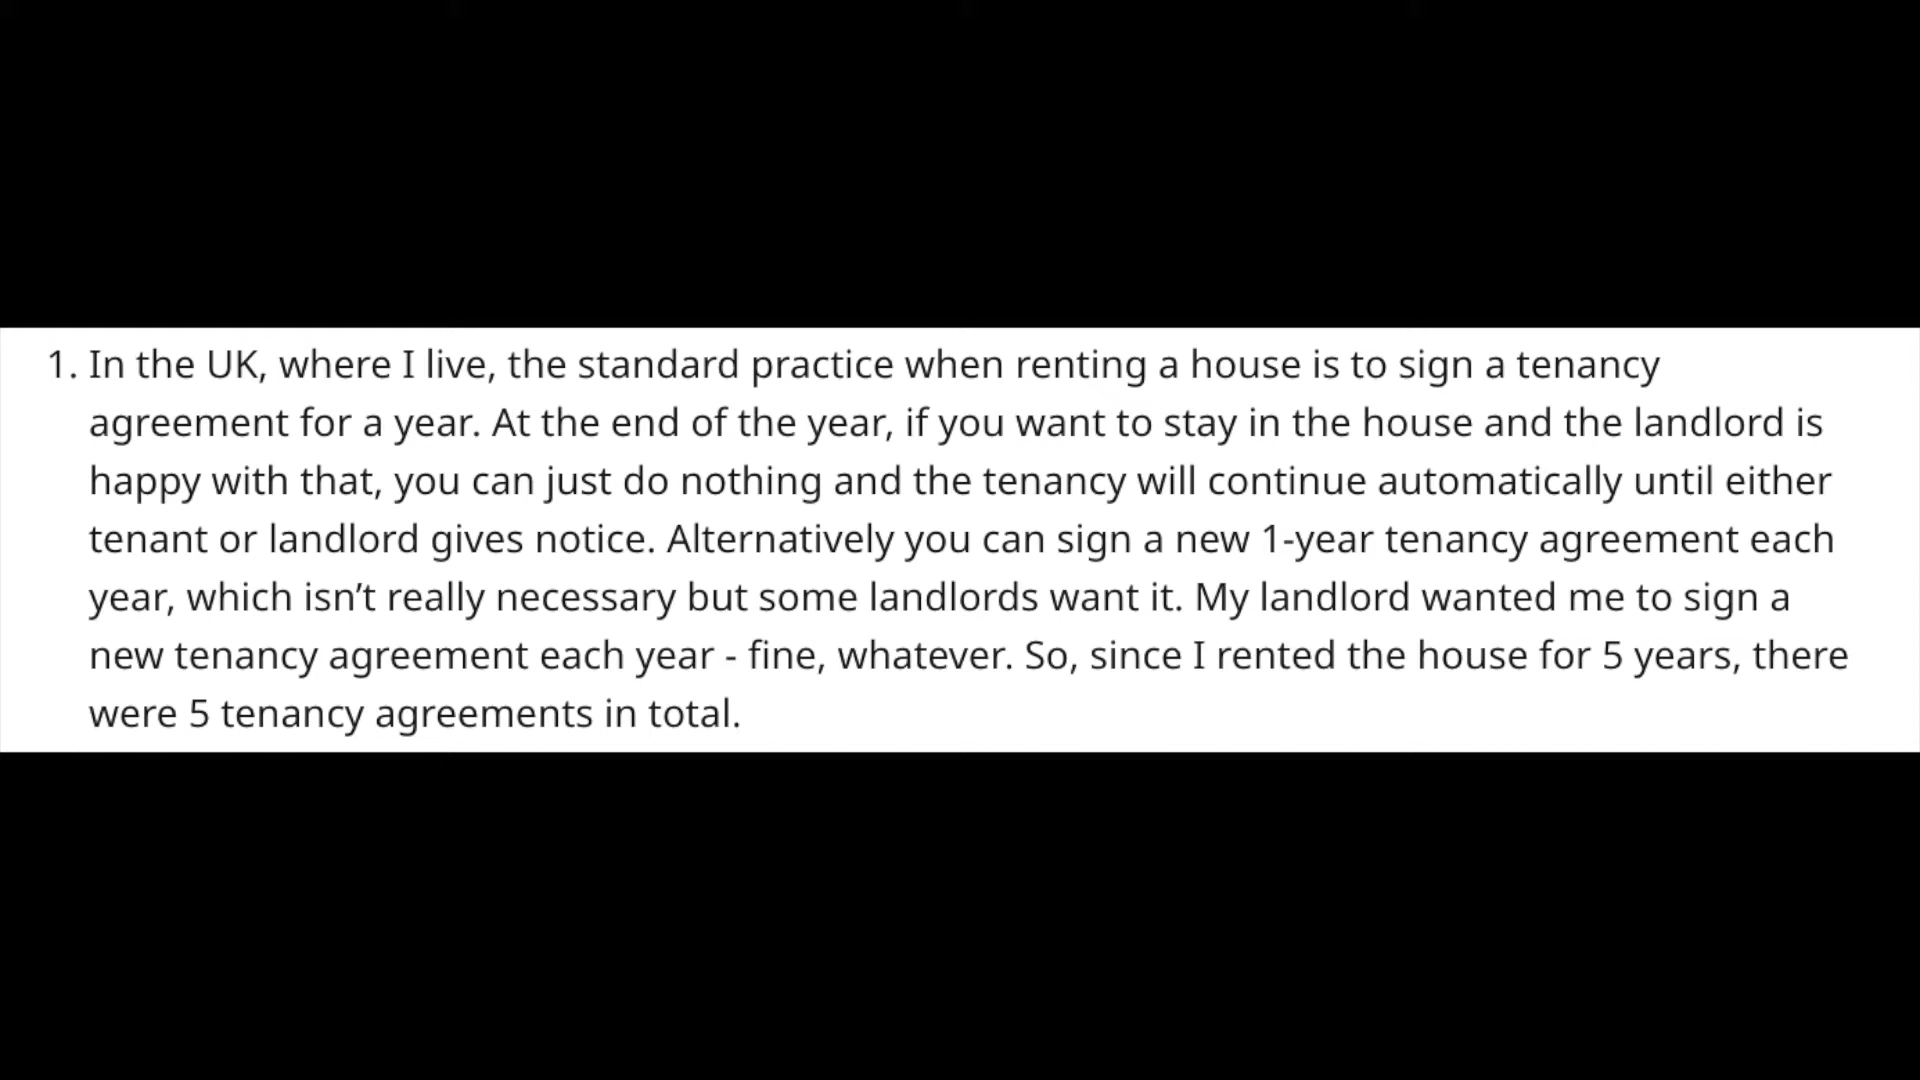 1. In the UK, where I live, the standard practice when renting a house is to sign a tenancy
agreement for a year. At the end of the year, if you want to stay in the house and the landlord is
happy with that, you can just do nothing and the tenancy will continue automatically until either
tenant or landlord gives notice. Alternatively you can sign a new 1-year tenancy agreement each
year, which isn’t really necessary but some landlords want it. My landlord wanted me to sign a
new tenancy agreement each year - fine, whatever. So, since I rented the house for 5 years, there
were 5 tenancy agreements in total.